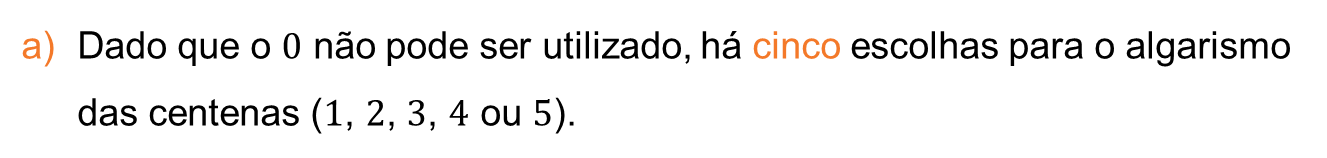 a) Dado que o 0 não pode ser utilizado, há cinco escolhas para o algarismo
das centenas (1, 2, 3, 4 ou 5).